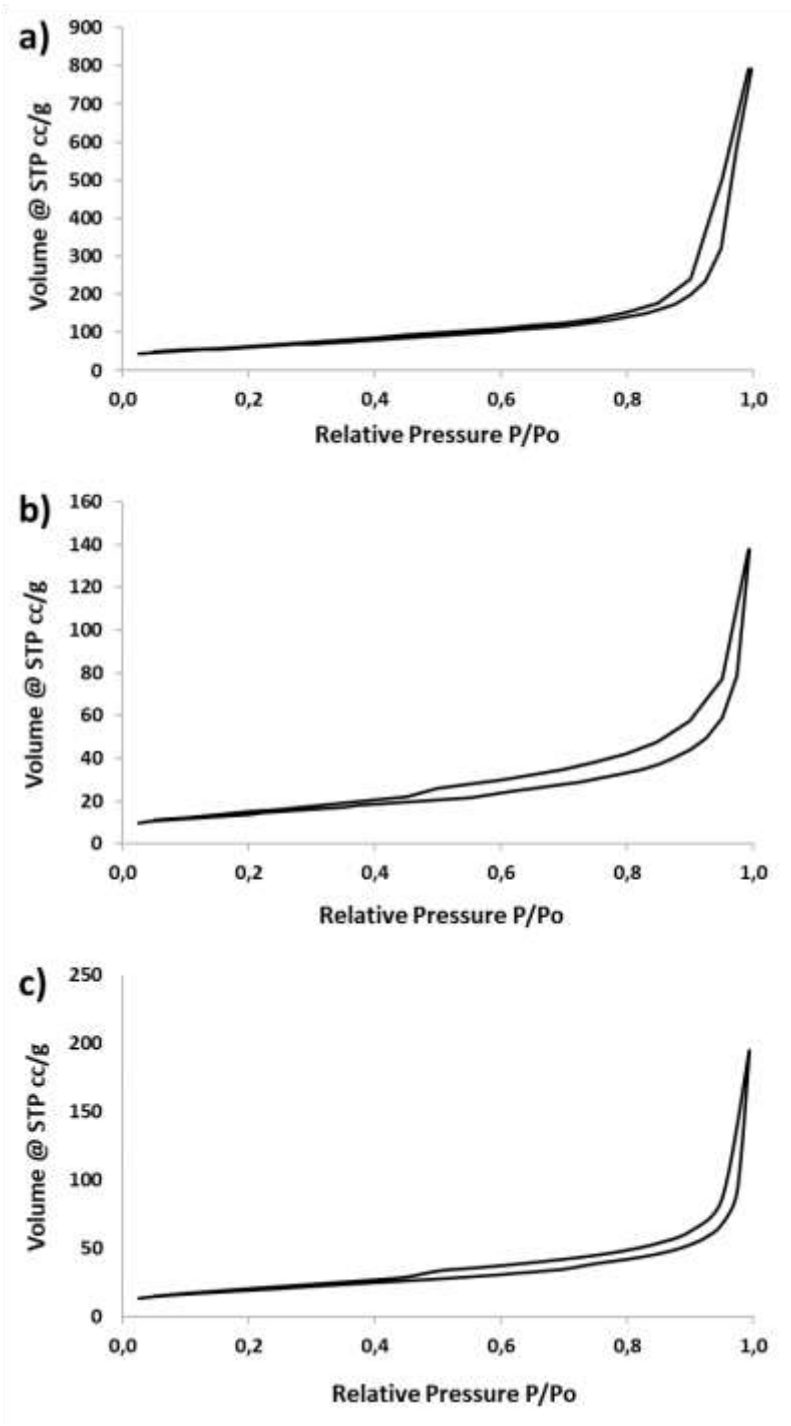 a)
900
800
700
600
500
400
300
200
100
0
Volume @ STP cc/g
0,0 0,2 0,4 0,6 0,8 1,0
Relative Pressure P/Po
b)
160
140
120
100
80
60
40
20
0
Volume @ STP cc/g
0,0 0,2 0,4 0,6 0,8 1,0
Relative Pressure P/Po
c)
250
200
150
100
50
0
Volume @ STP cc/g
0,0 0,2 0,4 0,6 0,8 1,0
Relative Pressure P/Po